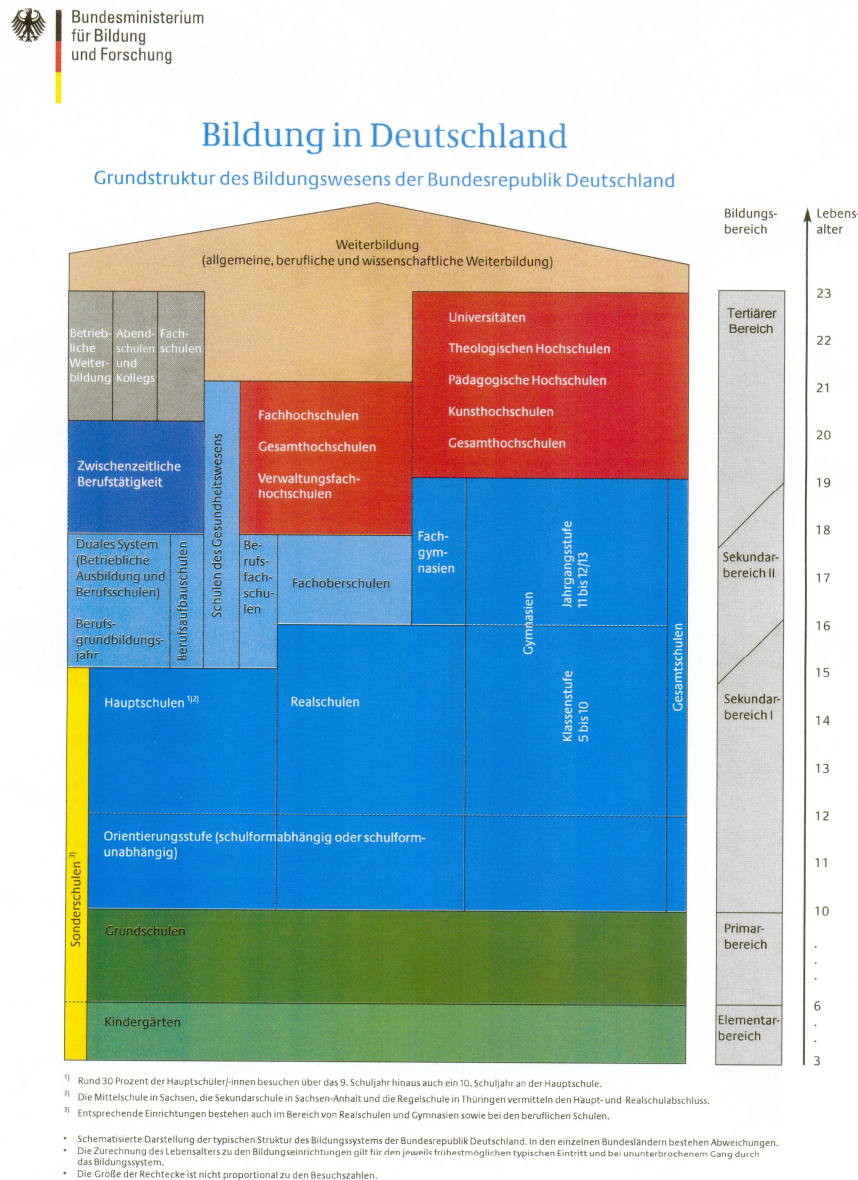 Bundesministerium
für Bildung
und Forschung
Bildung in Deutschland
Grundstruktur des Bildungswesens der Bundesrepublik Deutschland
Bildungs-
bereich
Lebens-
alter
Weiterbildung
(allgemeine, berufliche und wissenschaftliche Weiterbildung)
Betrieb-
liche
Weiter-
bildung
Abend-
schulen
und
Kollegs
Fach-
schulen
Universitäten
Theologischen Hochschulen
Pädagogische Hochschulen
Kunsthochschulen
Gesamthochschulen
Fachhochschulen
Gesamthochschulen
Verwaltungsfach-
hochschulen
Zwischenzeitliche
Berufstätigkeit
Schulen des Gesundheitswesens
Duales System
(Betriebliche
Ausbildung und
Berufsschulen)
Berufs-
grundbildungs-
jahr
Berufsaufbauschulen
Be-
rufs-
fach-
schu-
len
Fachoberschulen
Fach-
gym-
nasien
Gymnasien
Jahrgangsstufe
11 bis 12/13
Klassenstufe
5 bis 10
Gesamtschulen
Hauptschulen 1)2)
Realschulen
Orientierungsstufe (schulformabhängig oder schulform-
unabhängig)
Sonderschulen 3)
Grundschulen
Kindergärten
Tertiärer
Bereich
Sekundar-
bereich II
Sekundar-
bereich I
Primar-
bereich
Elementar-
bereich
23
22
21
20
19
18
17
16
15
14
13
12
11
10
.
.
.
6
.
.
3
1) Rund 30 Prozent der Hauptschüler/-innen besuchen über das 9. Schuljahr hinaus auch ein 10. Schuljahr an der Hauptschule.
2) Die Mittelschule in Sachsen, die Sekundarschule in Sachsen-Anhalt und die Regelschule in Thüringen vermitteln den Haupt- und Realschulabschluss.
3) Entsprechende Einrichtungen bestehen auch im Bereich von Realschulen und Gymnasien sowie bei den beruflichen Schulen.
• Schematisierte Darstellung der typischen Struktur des Bildungssystems der Bundesrepublik Deutschland. In den einzelnen Bundesländern bestehen Abweichungen.
• Die Zurechnung des Lebensalters zu den Bildungseinrichtungen gilt für den jeweils frühestmöglichen typischen Eintritt und bei ununterbrochenem Gang durch
das Bildungssystem.
• Die Größe der Rechtecke ist nicht proportional zu den Besuchszahlen.